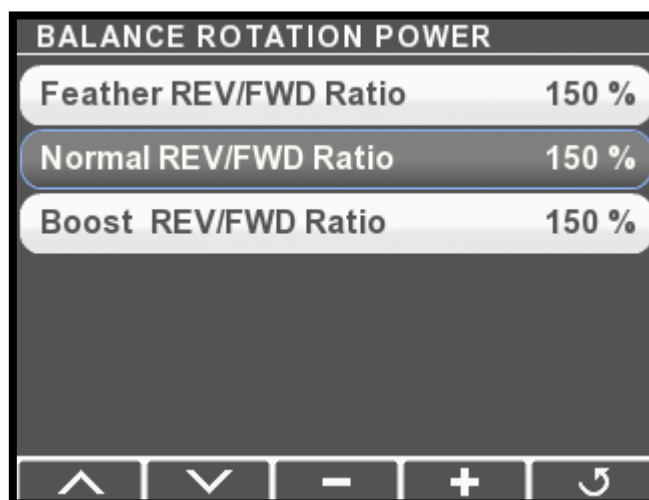 BALANCE ROTATION POWER
Feather REV/FWD Ratio 150 %
Normal REV/FWD Ratio 150 %
Boost REV/FWD Ratio 150 %